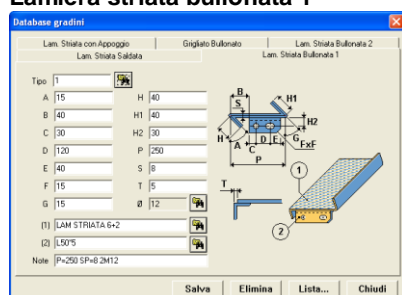 Lamiera striata bullonata 1
Database gradini
Lam. Striata con Appoggio Grigliato Bullonato Lam. Striata Bullonata 2
Lam. Striata Saldata Lam. Striata Bullonata 1
Tipo 1
A 15 H 40
B 40 H1 40
C 30 H2 30
D 120 P 250
E 40 S 8
F 15 T 5
G 15 Ø 12
(1) LAM STRIATA 6+2
(2) L50*5
Note P=250 SP=8 2M12
B
S
H1
H2
H
A
C
D
E
G
FxF
P
T
1
2
Salva Elimina Lista... Chiudi